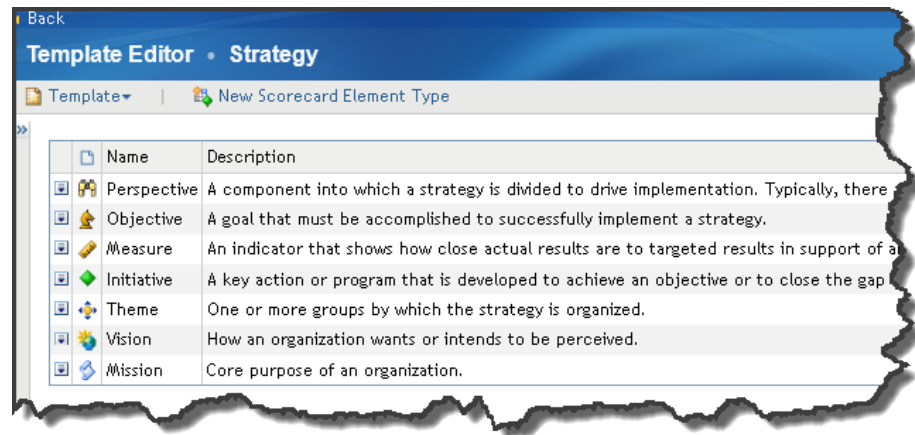 Back
Template Editor • Strategy
Template | New Scorecard Element Type
Name Description
Perspective A component into which a strategy is divided to drive implementation. Typically, there
Objective A goal that must be accomplished to successfully implement a strategy.
Measure An indicator that shows how close actual results are to targeted results in support of
Initiative A key action or program that is developed to achieve an objective or to close the gap
Theme One or more groups by which the strategy is organized.
Vision How an organization wants or intends to be perceived.
Mission Core purpose of an organization.